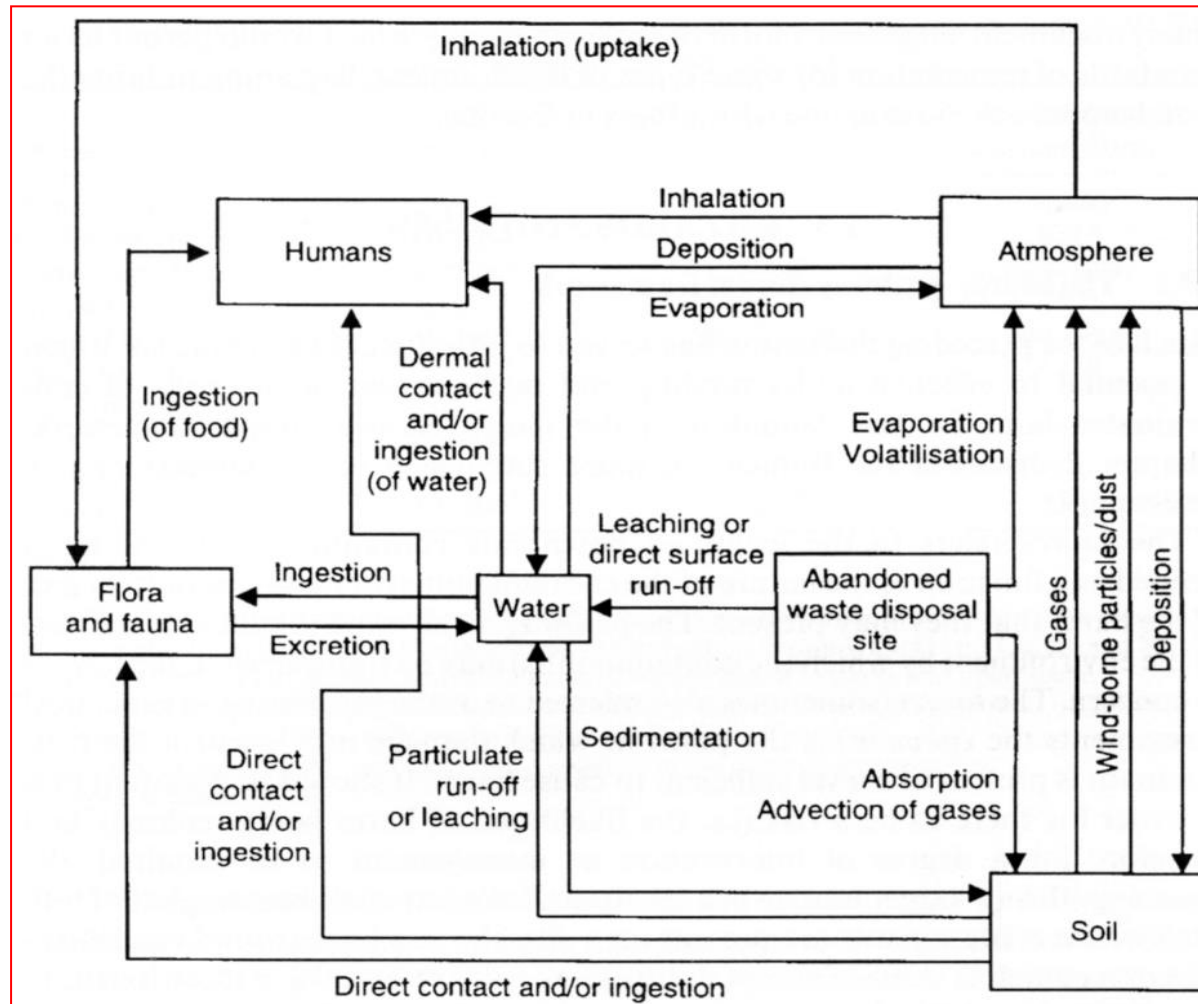 Inhalation (uptake)
Inhalation
Humans
Deposition
Atmosphere
Evaporation
Dermal
contact
and/or
ingestion
(of water)
Ingestion
(of food)
Evaporation
Volatilisation
Gases
Wind-borne particles/dust
Deposition
Leaching or
direct surface
run-off
Abandoned
waste disposal
site
Flora
and fauna
Ingestion
Water
Excretion
Sedimentation
Particulate
run-off
or leaching
Direct
contact
and/or
ingestion
Absorption
Advection of gases
Soil
Direct contact and/or ingestion